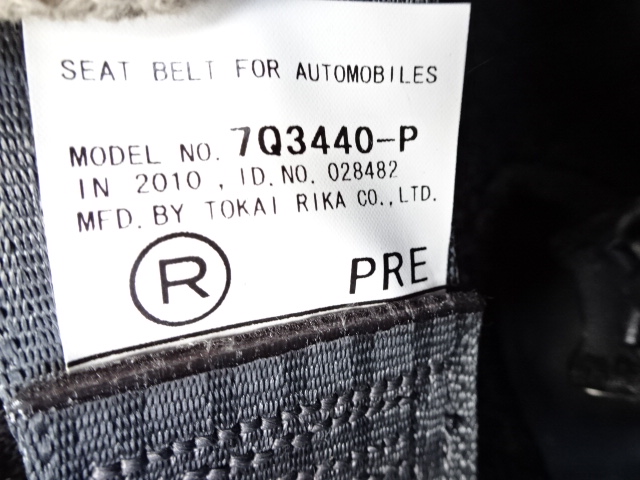 SEAT BELT FOR AUTOMOBILES
MODEL NO. 7Q3440-P
IN 2010 , ID. NO. 028482
MFD. BY TOKAI RIKA CO., LTD.
R PRE